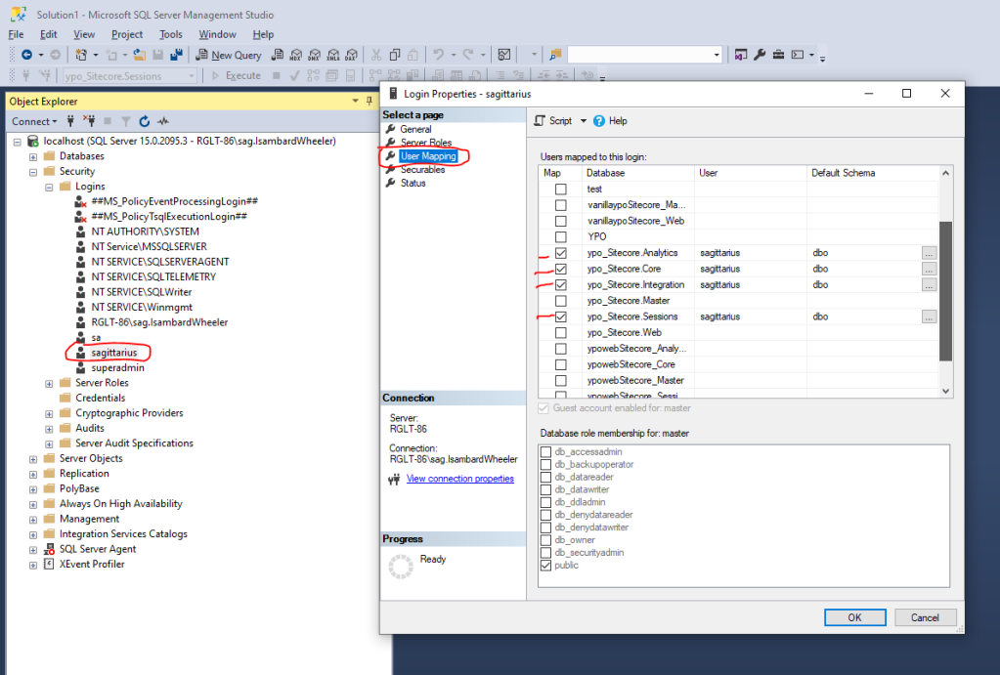 Solution1 - Microsoft SQL Server Management Studio
File Edit View Project Tools Window Help
New Query MDX DMX XMLA DAX
ypo_Sitecore.Sessions Execute
Object Explorer
Connect
localhost (SQL Server 15.0.2095.3 - RGLT-86\sag.IsambardWheeler)
Databases
Security
Logins
##MS_PolicyEventProcessingLogin##
##MS_PolicyTsqlExecutionLogin##
NT AUTHORITY\SYSTEM
NT Service\MSSQLSERVER
NT SERVICE\SQLSERVERAGENT
NT SERVICE\SQLTELEMETRY
NT SERVICE\SQLWriter
NT SERVICE\Winmgmt
RGLT-86\sag.IsambardWheeler
sa
sagittarius
superadmin
Server Roles
Credentials
Cryptographic Providers
Audits
Server Audit Specifications
Server Objects
Replication
PolyBase
Always On High Availability
Management
Integration Services Catalogs
SQL Server Agent
XEvent Profiler
Login Properties - sagittarius
Select a page
General
Server Roles
User Mapping
Securables
Status
Connection
Server:
RGLT-86
Connection:
RGLT-86\sag.IsambardWheeler
View connection properties
Progress
Ready
Script Help
Users mapped to this login:
Map Database User Default Schema
test
vanillaypoSitecore_Ma...
vanillaypoSitecore_Web
YPO
ypo_Sitecore.Analytics sagittarius dbo ...
ypo_Sitecore.Core sagittarius dbo ...
ypo_Sitecore.Integration sagittarius dbo ...
ypo_Sitecore.Master
ypo_Sitecore.Sessions sagittarius dbo ...
ypo_Sitecore.Web
ypowebSitecore_Analy...
ypowebSitecore_Core
ypowebSitecore_Master
ypowebSitecore_Sessi...
Guest account enabled for: master
Database role membership for: master
db_accessadmin
db_backupoperator
db_datareader
db_datawriter
db_ddladmin
db_denydatareader
db_denydatawriter
db_owner
db_securityadmin
public
OK Cancel